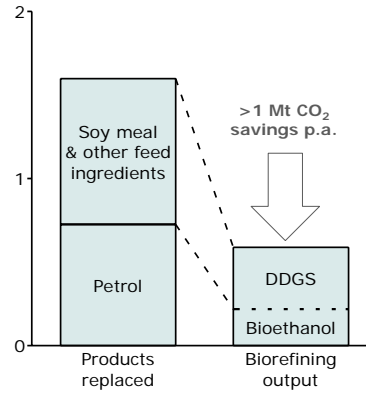 2
>1 Mt CO₂
savings p.a.
Soy meal
& other feed
ingredients
1
DDGS
Petrol
Bioethanol
0
Products
replaced
Biorefining
output